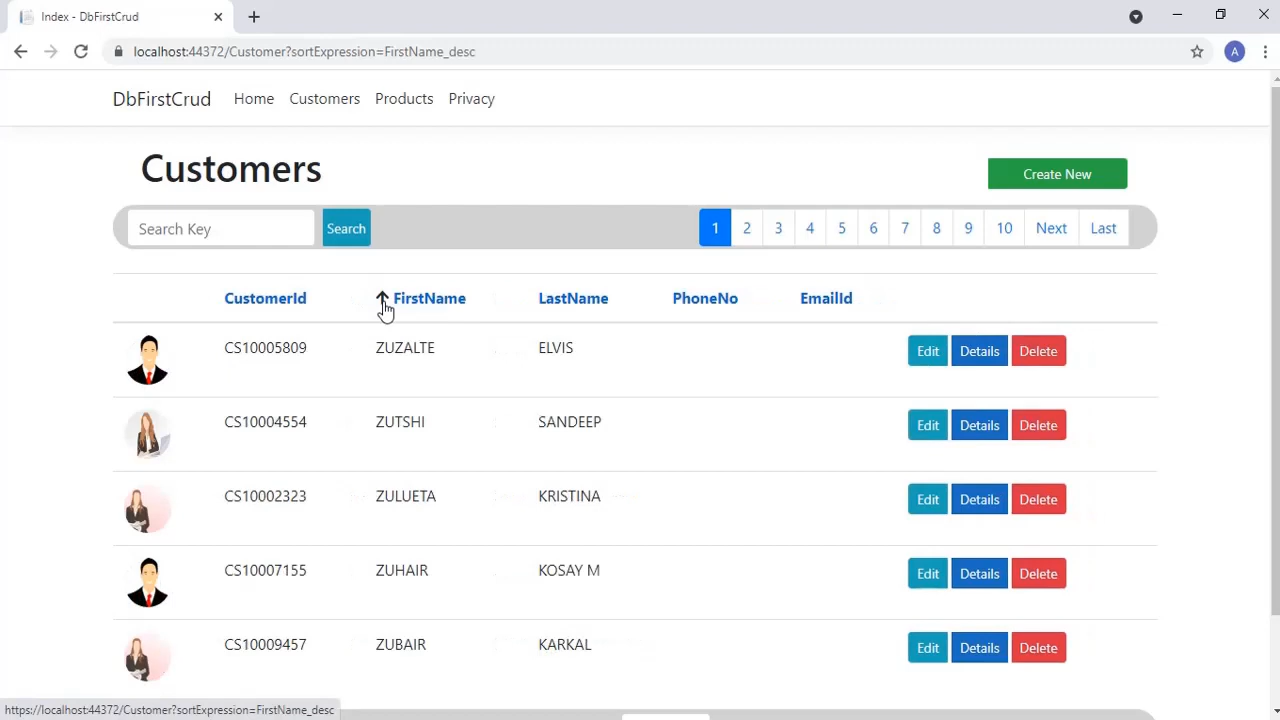 Index - DbFirstCrud
localhost:44372/Customer?sortExpression=FirstName_desc
A
DbFirstCrud Home Customers Products Privacy
Customers
Create New
Search Key Search 1 2 3 4 5 6 7 8 9 10 Next Last
CustomerId FirstName LastName PhoneNo EmailId
CS10005809 ZUZALTE ELVIS Edit Details Delete
CS10004554 ZUTSHI SANDEEP Edit Details Delete
CS10002323 ZULUETA KRISTINA Edit Details Delete
CS10007155 ZUHAIR KOSAY M Edit Details Delete
CS10009457 ZUBAIR KARKAL Edit Details Delete
https://localhost:44372/Customer?sortExpression=FirstName_desc